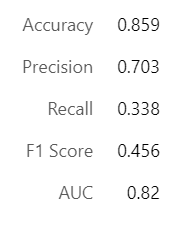 Accuracy 0.859
Precision 0.703
Recall 0.338
F1 Score 0.456
AUC 0.82